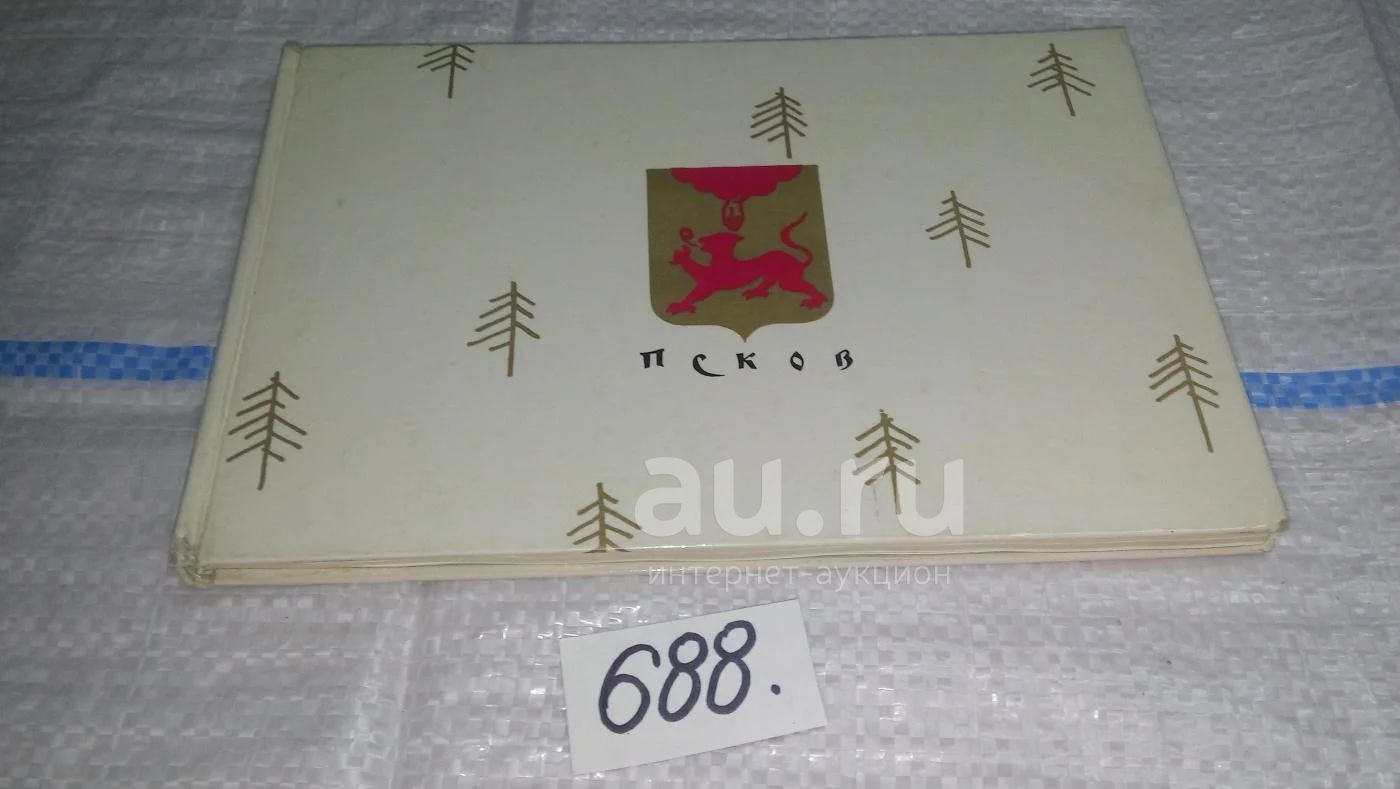 псков
au.ru
интернет-аукцион
688.